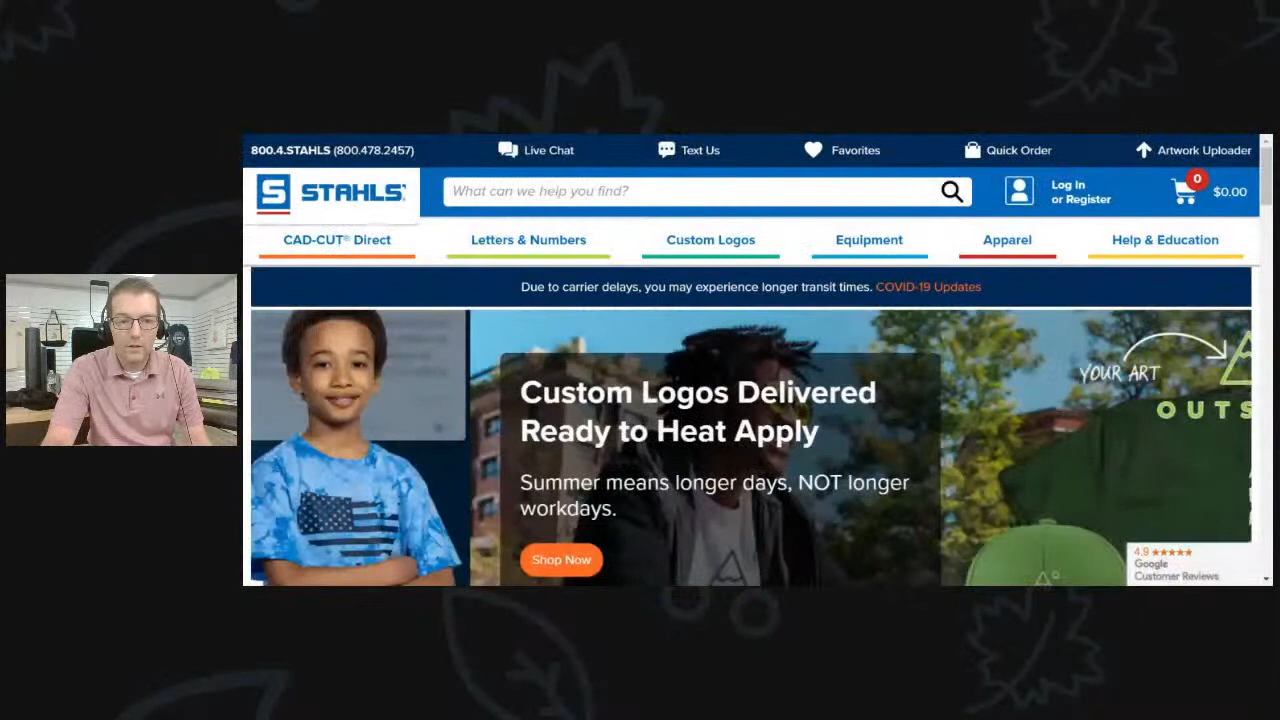 800.4.STAHLS (800.478.2457)
Live Chat
Text Us
Favorites
Quick Order
Artwork Uploader
S STAHLS'
What can we help you find?
Log In
or Register
0
$0.00
CAD-CUT® Direct
Letters & Numbers
Custom Logos
Equipment
Apparel
Help & Education
Due to carrier delays, you may experience longer transit times. COVID-19 Updates
Custom Logos Delivered
Ready to Heat Apply
Summer means longer days, NOT longer
workdays.
Shop Now
YOUR ART
OUTS
4.9 ★★★★★
Google
Customer Reviews